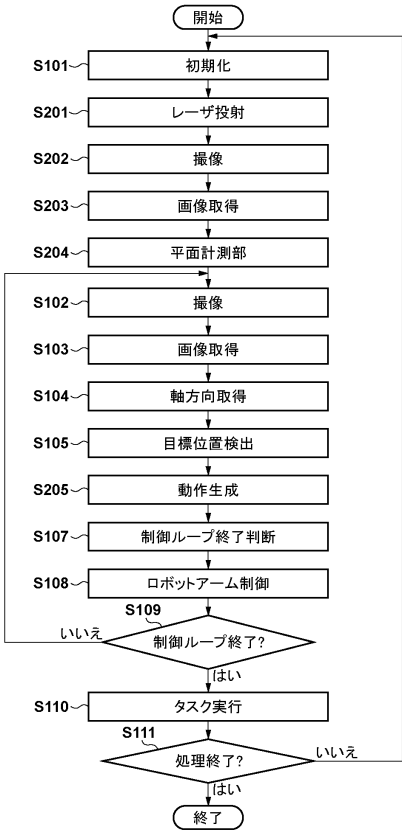 開始
S101 初期化
S201 レーザ投射
S202 撮像
S203 画像取得
S204 平面計測部
S102 撮像
S103 画像取得
S104 軸方向取得
S105 目標位置検出
S205 動作生成
S107 制御ループ終了判断
S108 ロボットアーム制御
S109
いいえ 制御ループ終了?
はい
S110 タスク実行
S111
処理終了? いいえ
はい
終了